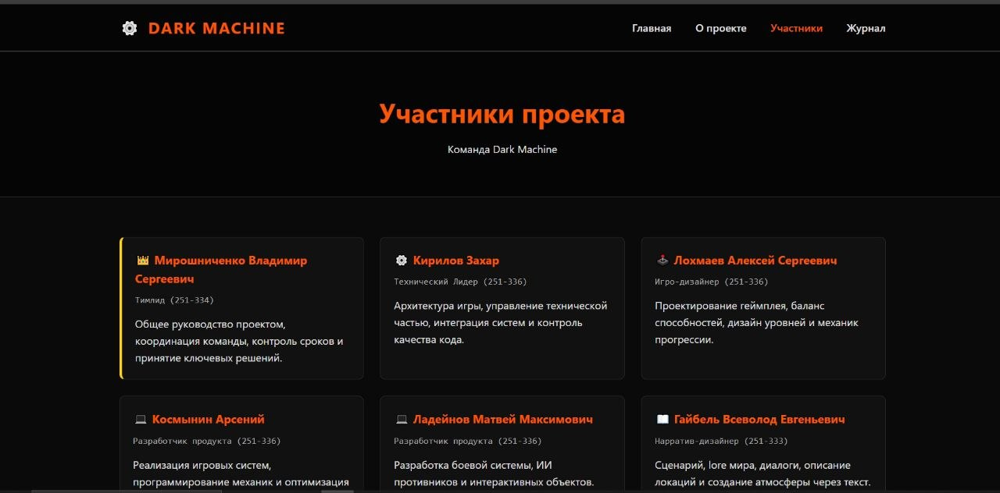 DARK MACHINE
Главная О проекте Участники Журнал
Участники проекта
Команда Dark Machine
Мирошниченко Владимир
Сергеевич
Тимлид (251-334)
Общее руководство проектом,
координация команды, контроль сроков и
принятие ключевых решений.
Кирилов Захар
Технический Лидер (251-336)
Архитектура игры, управление технической
частью, интеграция систем и контроль
качества кода.
Лохмаев Алексей Сергеевич
Игро-дизайнер (251-336)
Проектирование геймплея, баланс
способностей, дизайн уровней и механик
прогрессии.
Космынин Арсений
Разработчик продукта (251-336)
Реализация игровых систем,
программирование механик и оптимизация
Ладейнов Матвей Максимович
Разработчик продукта (251-336)
Разработка боевой системы, ИИ
противников и интерактивных объектов.
Гайбель Всеволод Евгеньевич
Нарратив-дизайнер (251-333)
Сценарий, lore мира, диалоги, описание
локаций и создание атмосферы через текст.